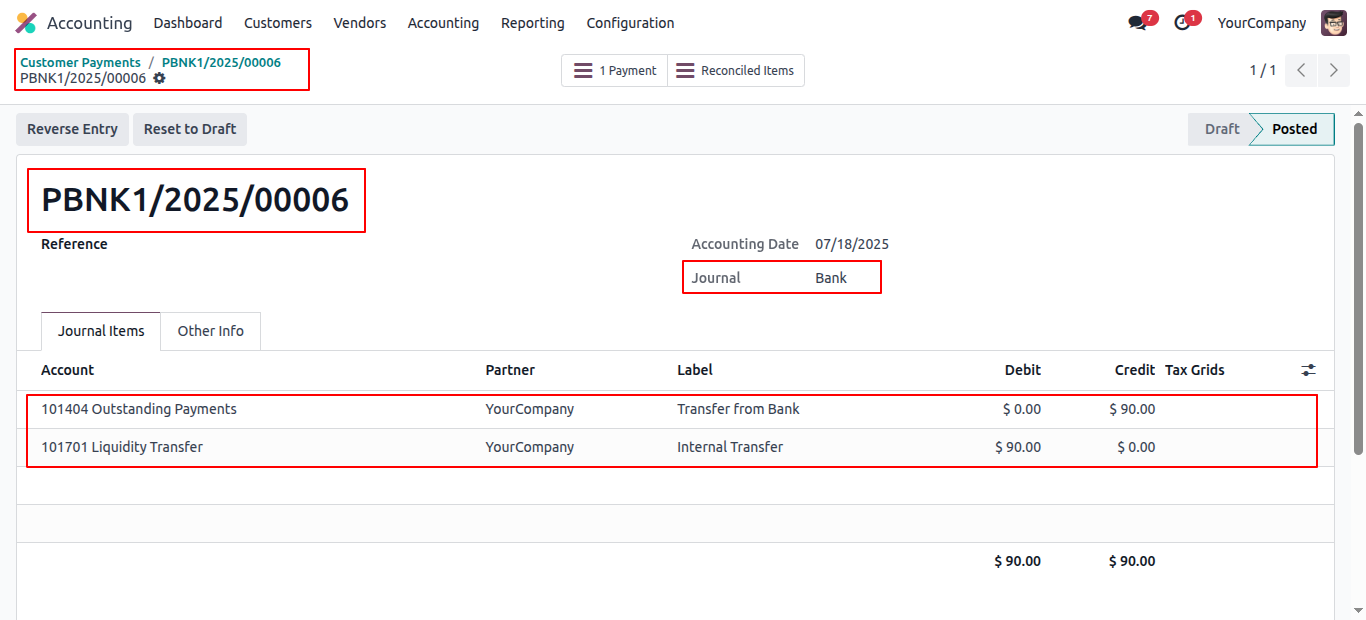 Accounting Dashboard Customers Vendors Accounting Reporting Configuration 7 1 YourCompany
Customer Payments / PBNK1/2025/00006
PBNK1/2025/00006
1 Payment Reconciled Items 1 / 1
Reverse Entry Reset to Draft Draft Posted
PBNK1/2025/00006
Reference Accounting Date 07/18/2025
Journal Bank
Journal Items Other Info
Account Partner Label Debit Credit Tax Grids
101404 Outstanding Payments YourCompany Transfer from Bank $ 0.00 $ 90.00
101701 Liquidity Transfer YourCompany Internal Transfer $ 90.00 $ 0.00
$ 90.00 $ 90.00